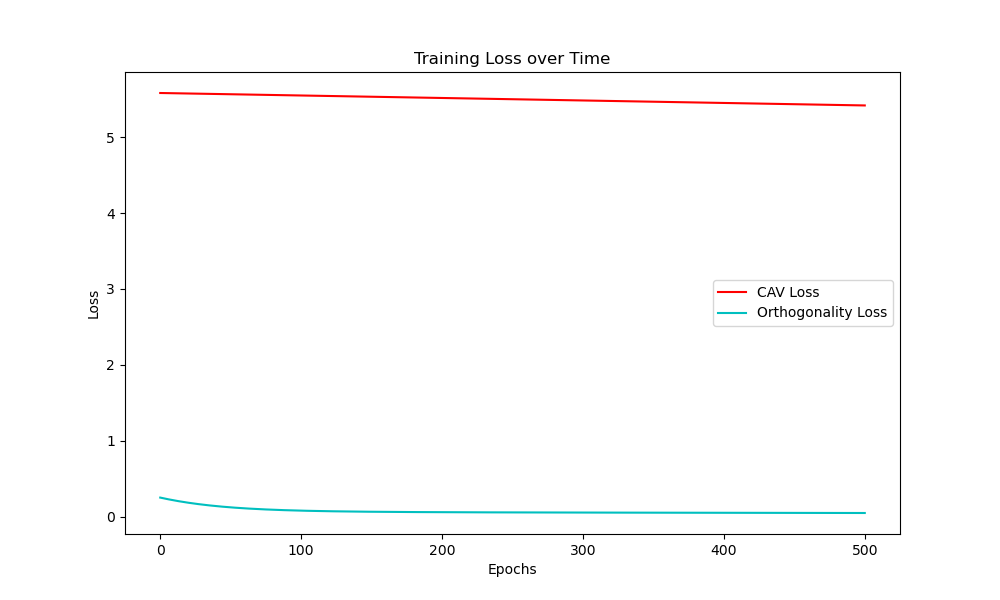 Training Loss over Time
5
4
3
2
1
0
Loss
CAV Loss
Orthogonality Loss
0 100 200 300 400 500
Epochs